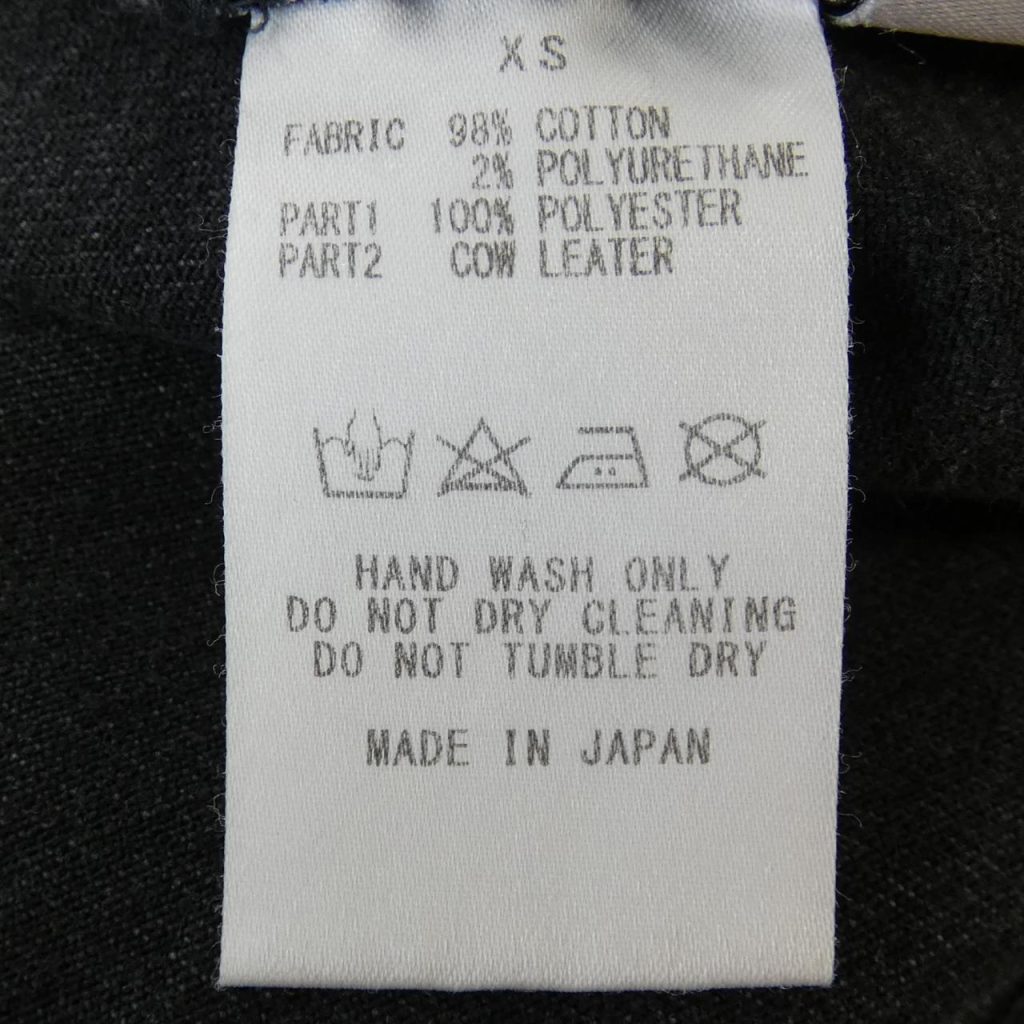 XS
FABRIC 98% COTTON
2% POLYURETHANE
PART1 100% POLYESTER
PART2 COW LEATER
HAND WASH ONLY
DO NOT DRY CLEANING
DO NOT TUMBLE DRY
MADE IN JAPAN